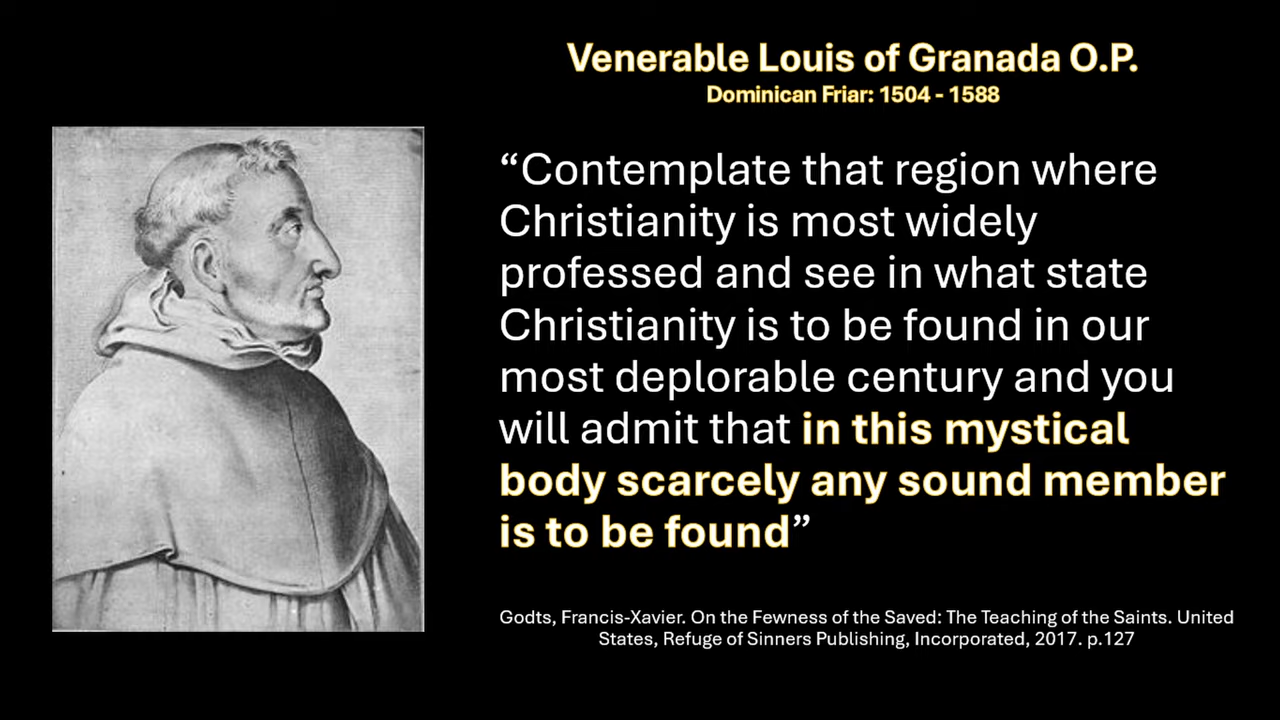 Venerable Louis of Granada O.P.
Dominican Friar: 1504 - 1588
“Contemplate that region where
Christianity is most widely
professed and see in what state
Christianity is to be found in our
most deplorable century and you
will admit that in this mystical
body scarcely any sound member
is to be found”
Godts, Francis-Xavier. On the Fewness of the Saved: The Teaching of the Saints. United
States, Refuge of Sinners Publishing, Incorporated, 2017. p.127